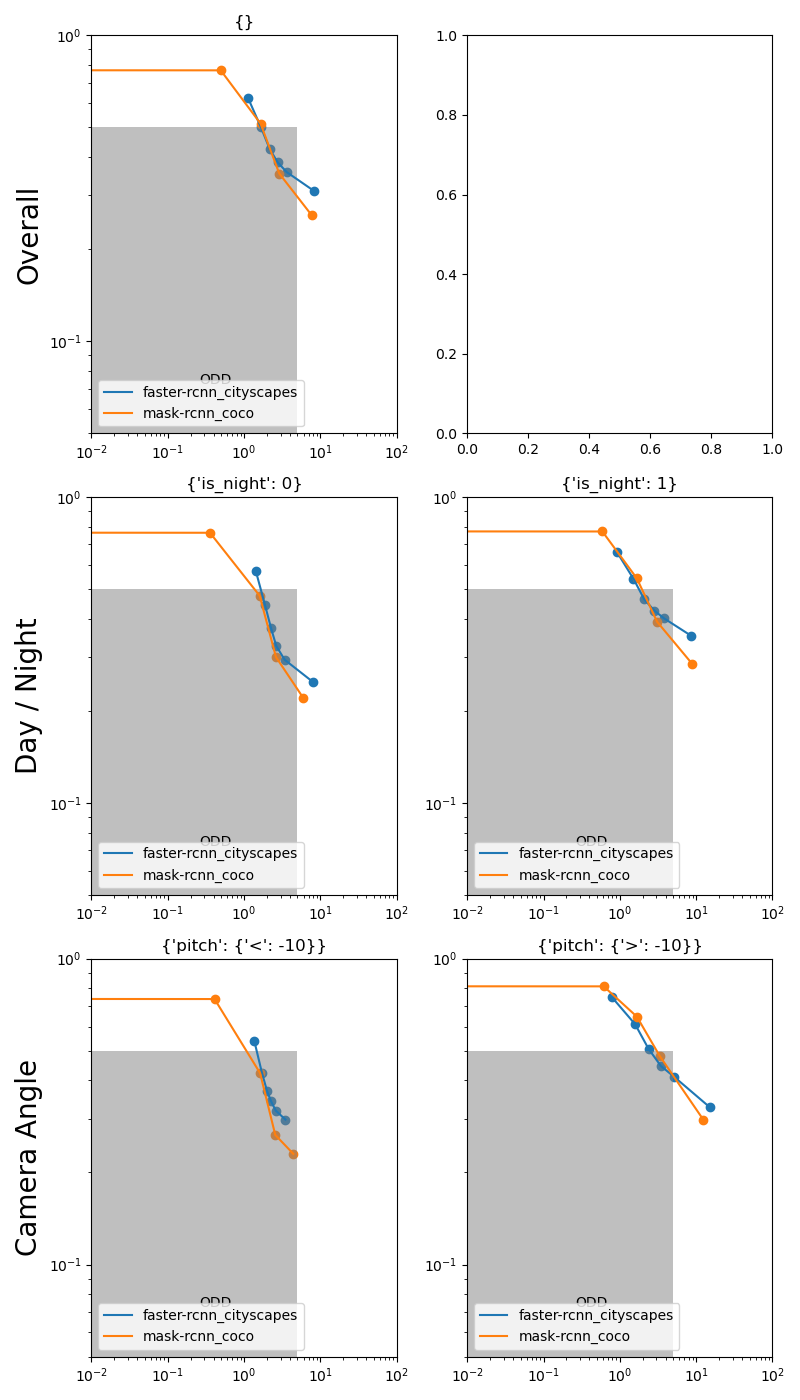 {}
Overall
10⁰
10⁻¹
ODD
faster-rcnn_cityscapes
mask-rcnn_coco
10⁻² 10⁻¹ 10⁰ 10¹ 10²
1.0
0.8
0.6
0.4
0.2
0.0
0.0 0.2 0.4 0.6 0.8 1.0
{'is_night': 0}
Day / Night
10⁰
10⁻¹
ODD
faster-rcnn_cityscapes
mask-rcnn_coco
10⁻² 10⁻¹ 10⁰ 10¹ 10²
{'is_night': 1}
10⁰
10⁻¹
ODD
faster-rcnn_cityscapes
mask-rcnn_coco
10⁻² 10⁻¹ 10⁰ 10¹ 10²
{'pitch': {'<': -10}}
Camera Angle
10⁰
10⁻¹
ODD
faster-rcnn_cityscapes
mask-rcnn_coco
10⁻² 10⁻¹ 10⁰ 10¹ 10²
{'pitch': {'>': -10}}
10⁰
10⁻¹
ODD
faster-rcnn_cityscapes
mask-rcnn_coco
10⁻² 10⁻¹ 10⁰ 10¹ 10²